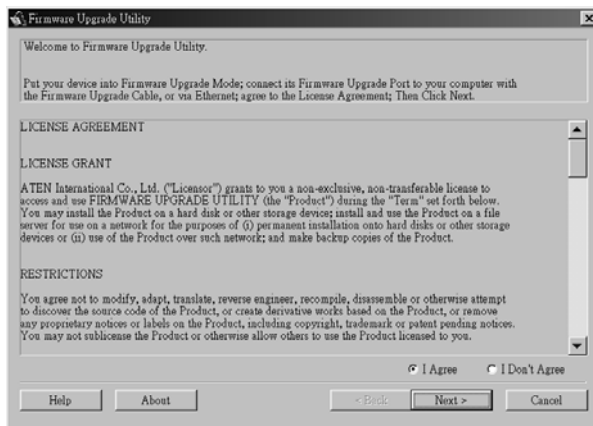 Firmware Upgrade Utility
Welcome to Firmware Upgrade Utility.
Put your device into Firmware Upgrade Mode; connect its Firmware Upgrade Port to your computer with
the Firmware Upgrade Cable, or via Ethernet; agree to the License Agreement; Then Click Next.
LICENSE AGREEMENT
LICENSE GRANT
ATEN International Co., Ltd. ("Licensor") grants to you a non-exclusive, non-transferable license to
access and use FIRMWARE UPGRADE UTILITY (the "Product") during the "Term" set forth below.
You may install the Product on a hard disk or other storage device; install and use the Product on a file
server for use on a network for the purposes of (i) permanent installation onto hard disks or other storage
devices or (ii) use of the Product over such network; and make backup copies of the Product.
RESTRICTIONS
You agree not to modify, adapt, translate, reverse engineer, recompile, disassemble or otherwise attempt
to discover the source code of the Product, or create derivative works based on the Product, or remove
any proprietary notices or labels on the Product, including copyright, trademark or patent pending notices.
You may not sublicense the Product or otherwise allow others to use the Product licensed to you.
I Agree I Don't Agree
Help About < Back Next > Cancel